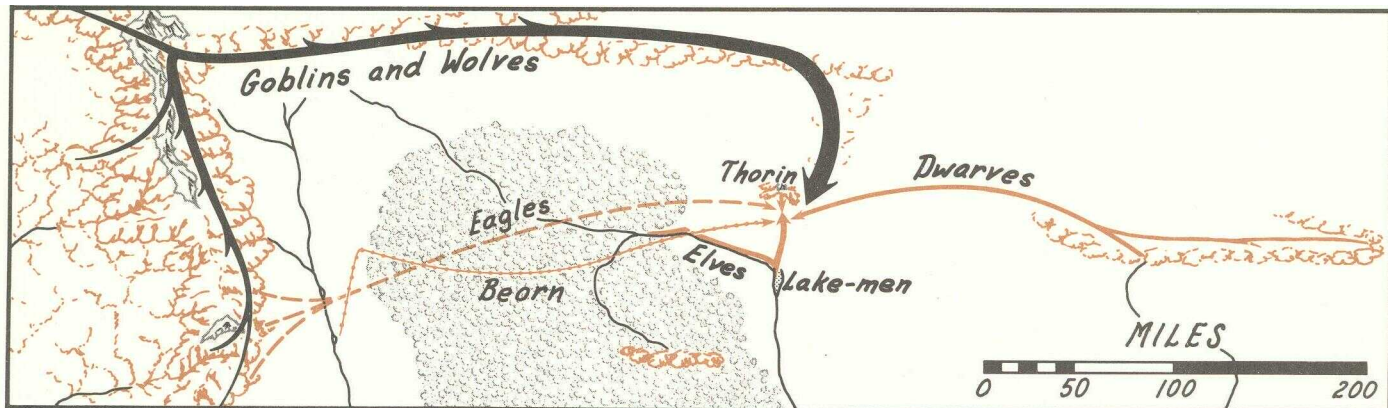 Goblins and Wolves
Thorin
Dwarves
Eagles
Elves
Beorn
Lake-men
MILES
0 50 100 200